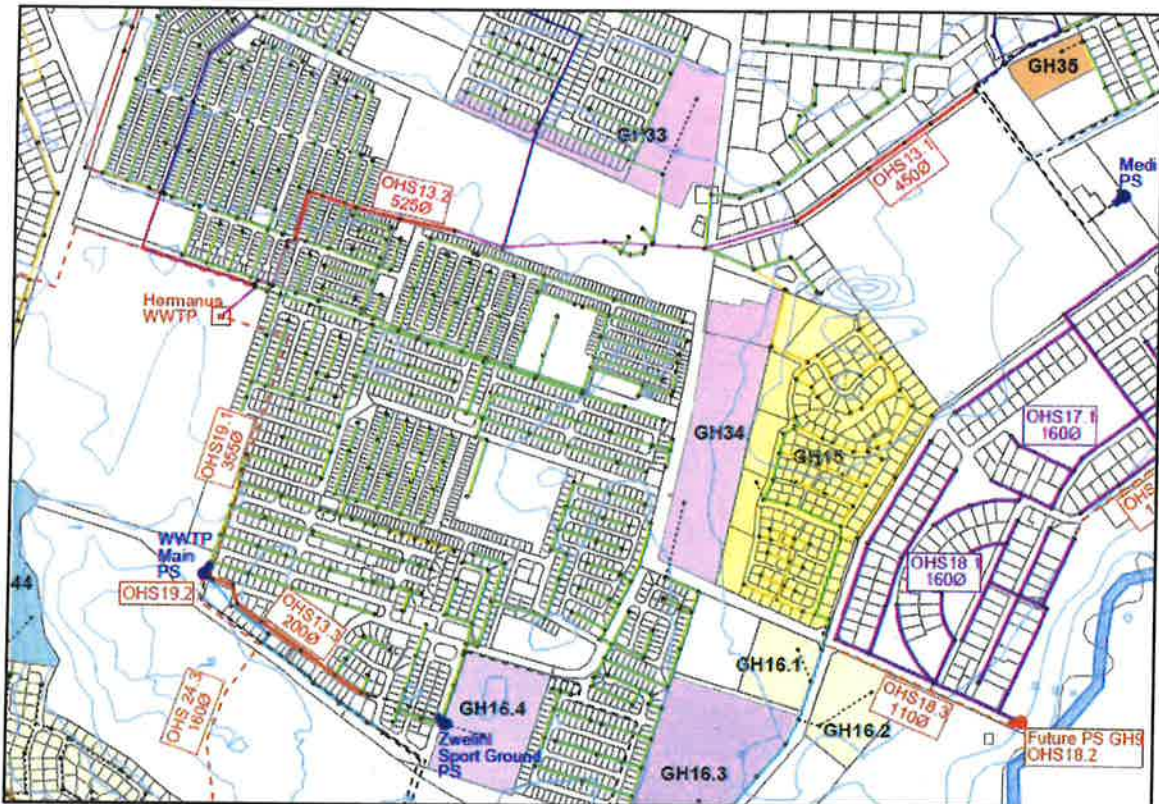 GH35
GH33
OHS13.1
450Ø
Medi
PS
OHS13.2
525Ø
Hermanus
WWTP
OHS17.1
160Ø
OHS19.1
355Ø
GH34
GH15
WWTP
Main
PS
OHS18.1
160Ø
44
OHS19.2
OHS13.3
200Ø
GH16.1
OHS18.3
110Ø
OHS 24.3
160Ø
GH16.4
GH16.2
Zwelihl
Sport Ground
PS
Future PS GH9
OHS18.2
GH16.3